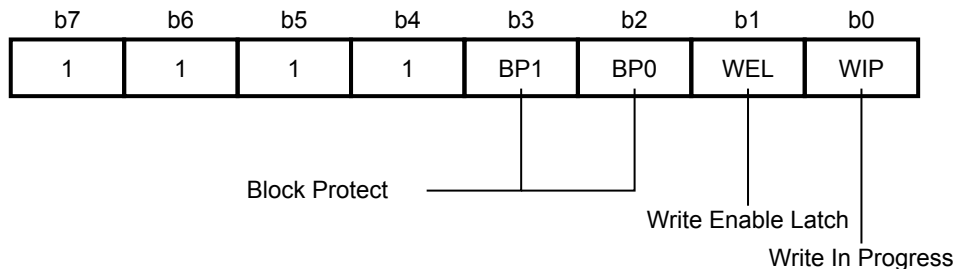 b7 b6 b5 b4 b3 b2 b1 b0
1 1 1 1 BP1 BP0 WEL WIP
Block Protect
Write Enable Latch
Write In Progress